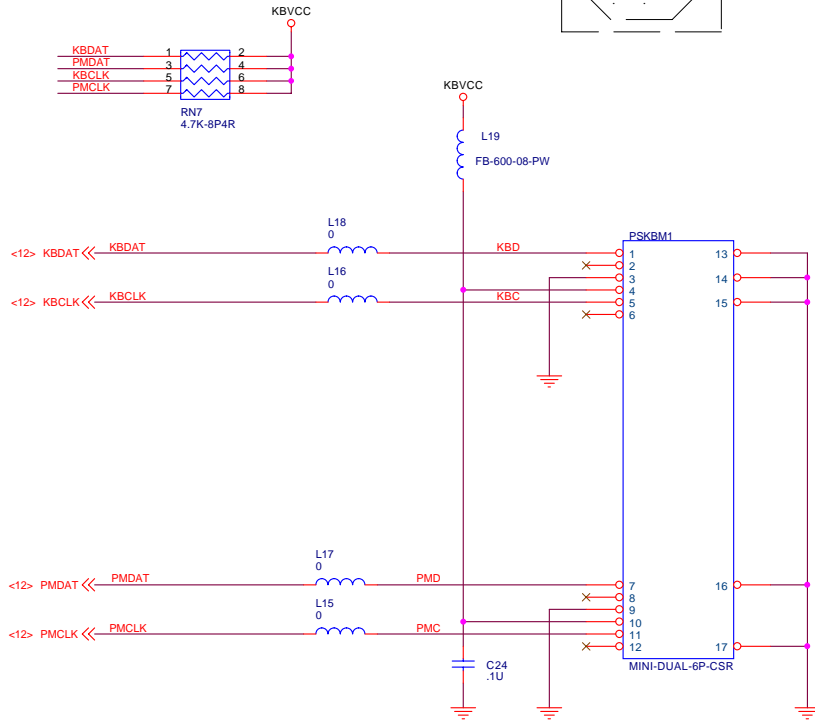 KBVCC
KBDAT 1 2
PMDAT 3 4
KBCLK 5 6
PMCLK 7 8
RN7
4.7K-8P4R
KBVCC
L19
FB-600-08-PW
L18
0
<12> KBDAT KBDAT KBD
L16
0
<12> KBCLK KBCLK KBC
PSKBM1
1 13
2
3 14
4
5 15
6
L17
0
<12> PMDAT PMDAT PMD
L15
0
<12> PMCLK PMCLK PMC
7 16
8
9
10
11
12 17
MINI-DUAL-6P-CSR
C24
.1U